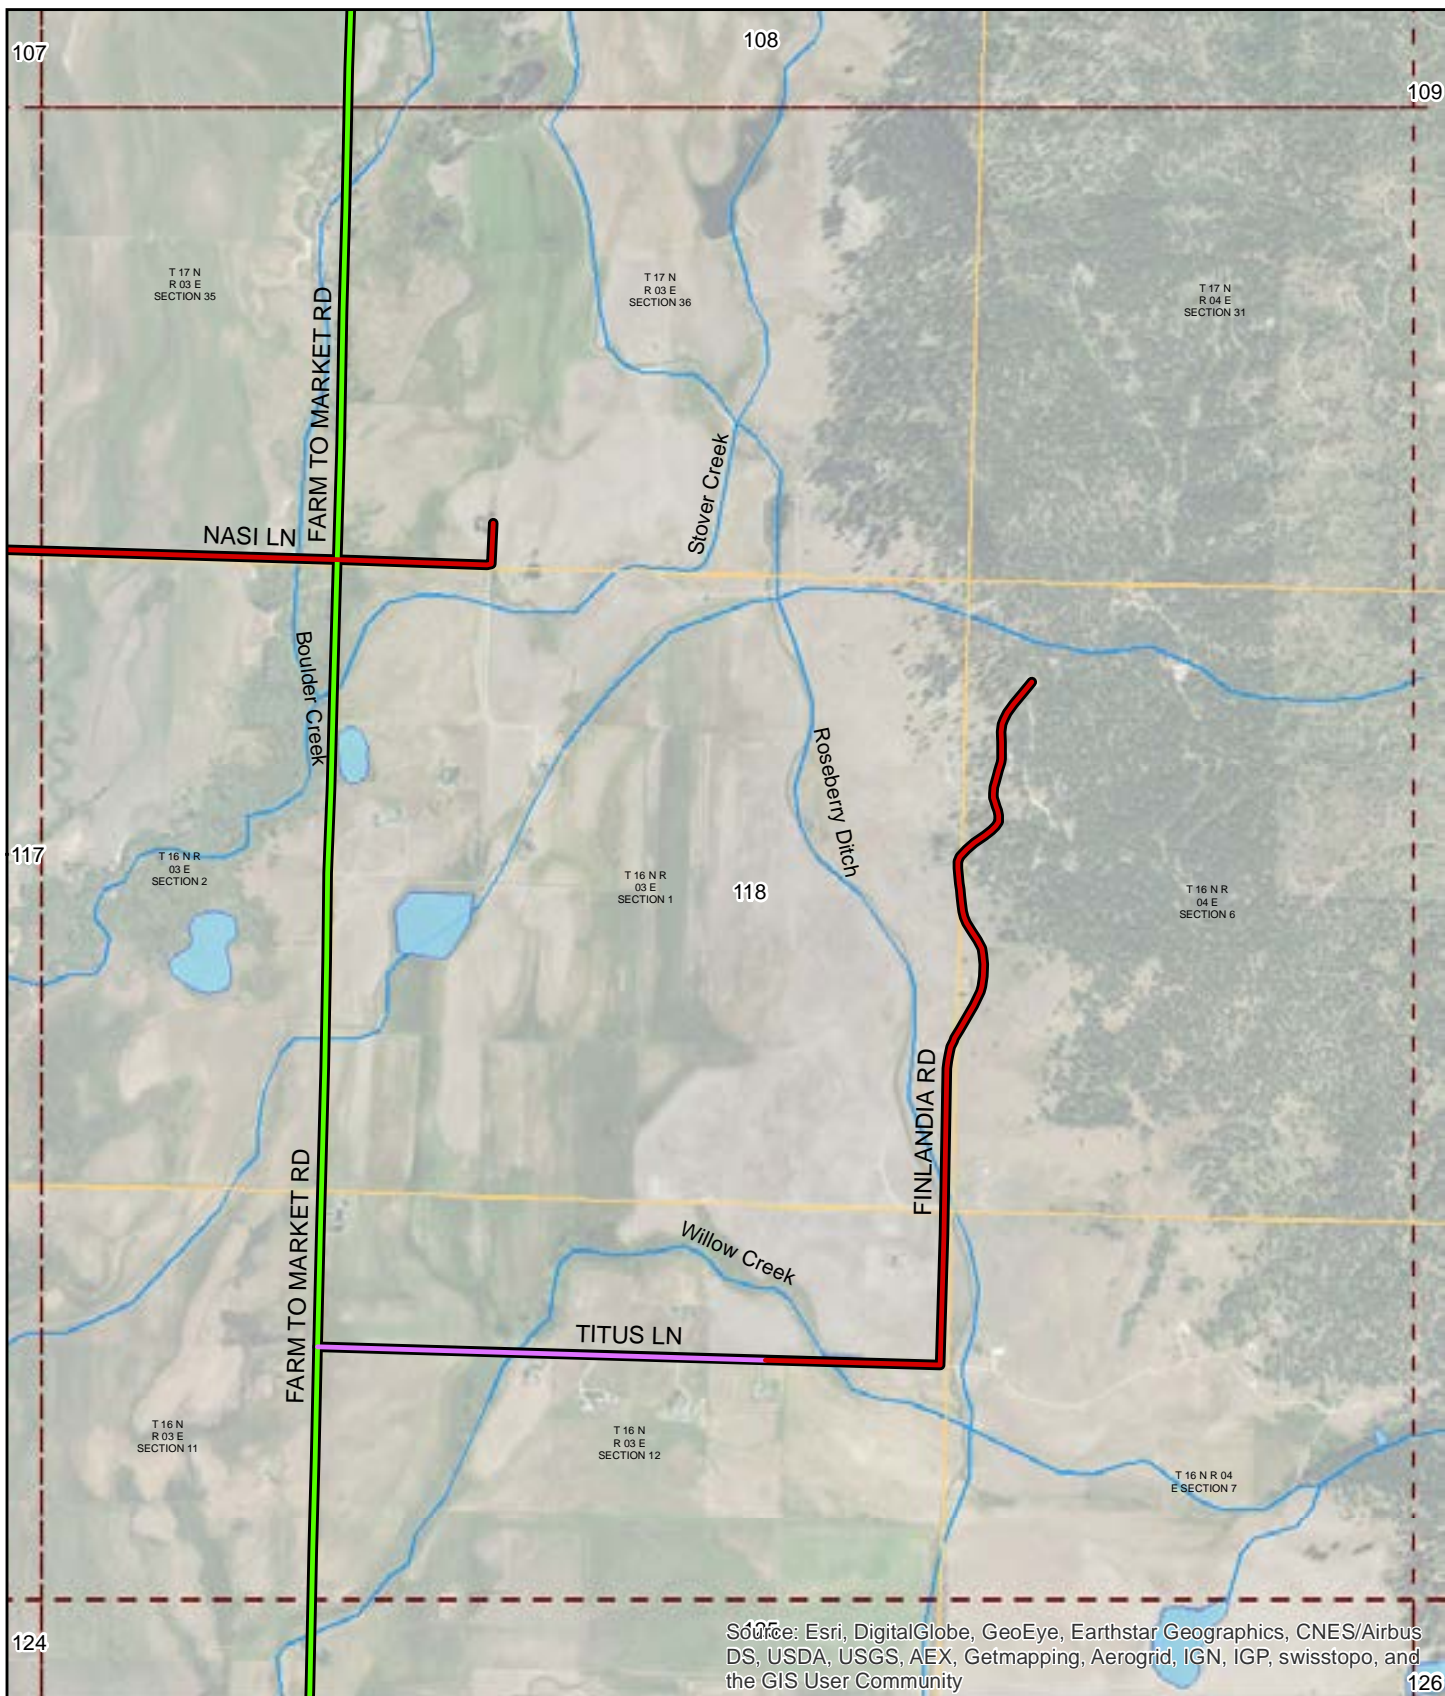 107
108
109
T 17 N
R 03 E
SECTION 35
T 17 N
R 03 E
SECTION 36
T 17 N
R 04 E
SECTION 31
FARM TO MARKET RD
Stover Creek
NASI LN
Boulder Creek
Roseberry Ditch
117
T 16 N R
03 E
SECTION 2
T 16 N R
03 E
SECTION 1
118
T 16 N R
04 E
SECTION 6
FINLANDIA RD
FARM TO MARKET RD
Willow Creek
TITUS LN
T 16 N
R 03 E
SECTION 11
T 16 N
R 03 E
SECTION 12
T 16 N R 04
E SECTION 7
124
Source: Esri, DigitalGlobe, GeoEye, Earthstar Geographics, CNES/Airbus
DS, USDA, USGS, AEX, Getmapping, Aerogrid, IGN, IGP, swisstopo, and
the GIS User Community
126